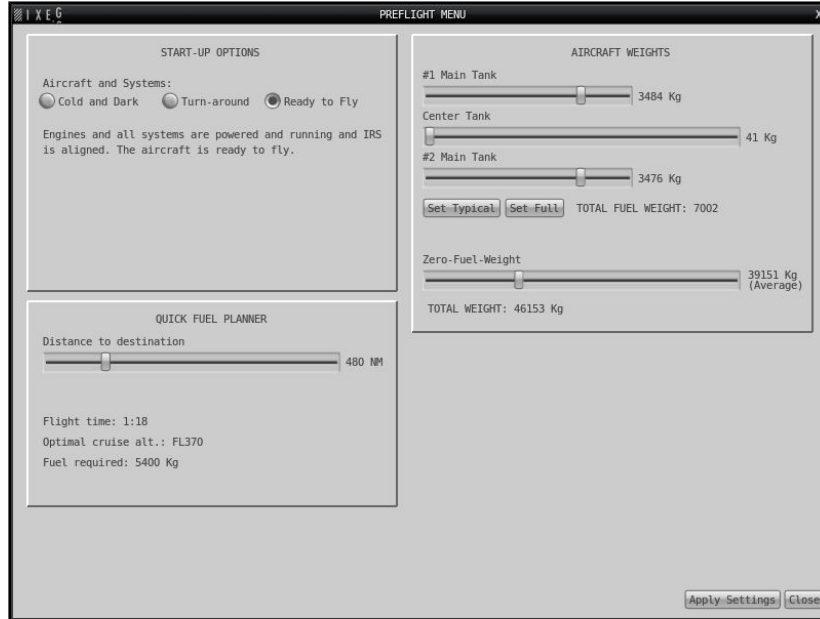 IXEG
PREFLIGHT MENU
X
START-UP OPTIONS
Aircraft and Systems:
Cold and Dark
Turn-around
Ready to Fly
Engines and all systems are powered and running and IRS
is aligned. The aircraft is ready to fly.
QUICK FUEL PLANNER
Distance to destination
480 NM
Flight time: 1:18
Optimal cruise alt.: FL370
Fuel required: 5400 Kg
AIRCRAFT WEIGHTS
#1 Main Tank
3484 Kg
Center Tank
41 Kg
#2 Main Tank
3476 Kg
Set Typical
Set Full
TOTAL FUEL WEIGHT: 7002
Zero-Fuel-Weight
39151 Kg
(Average)
TOTAL WEIGHT: 46153 Kg
Apply Settings
Close